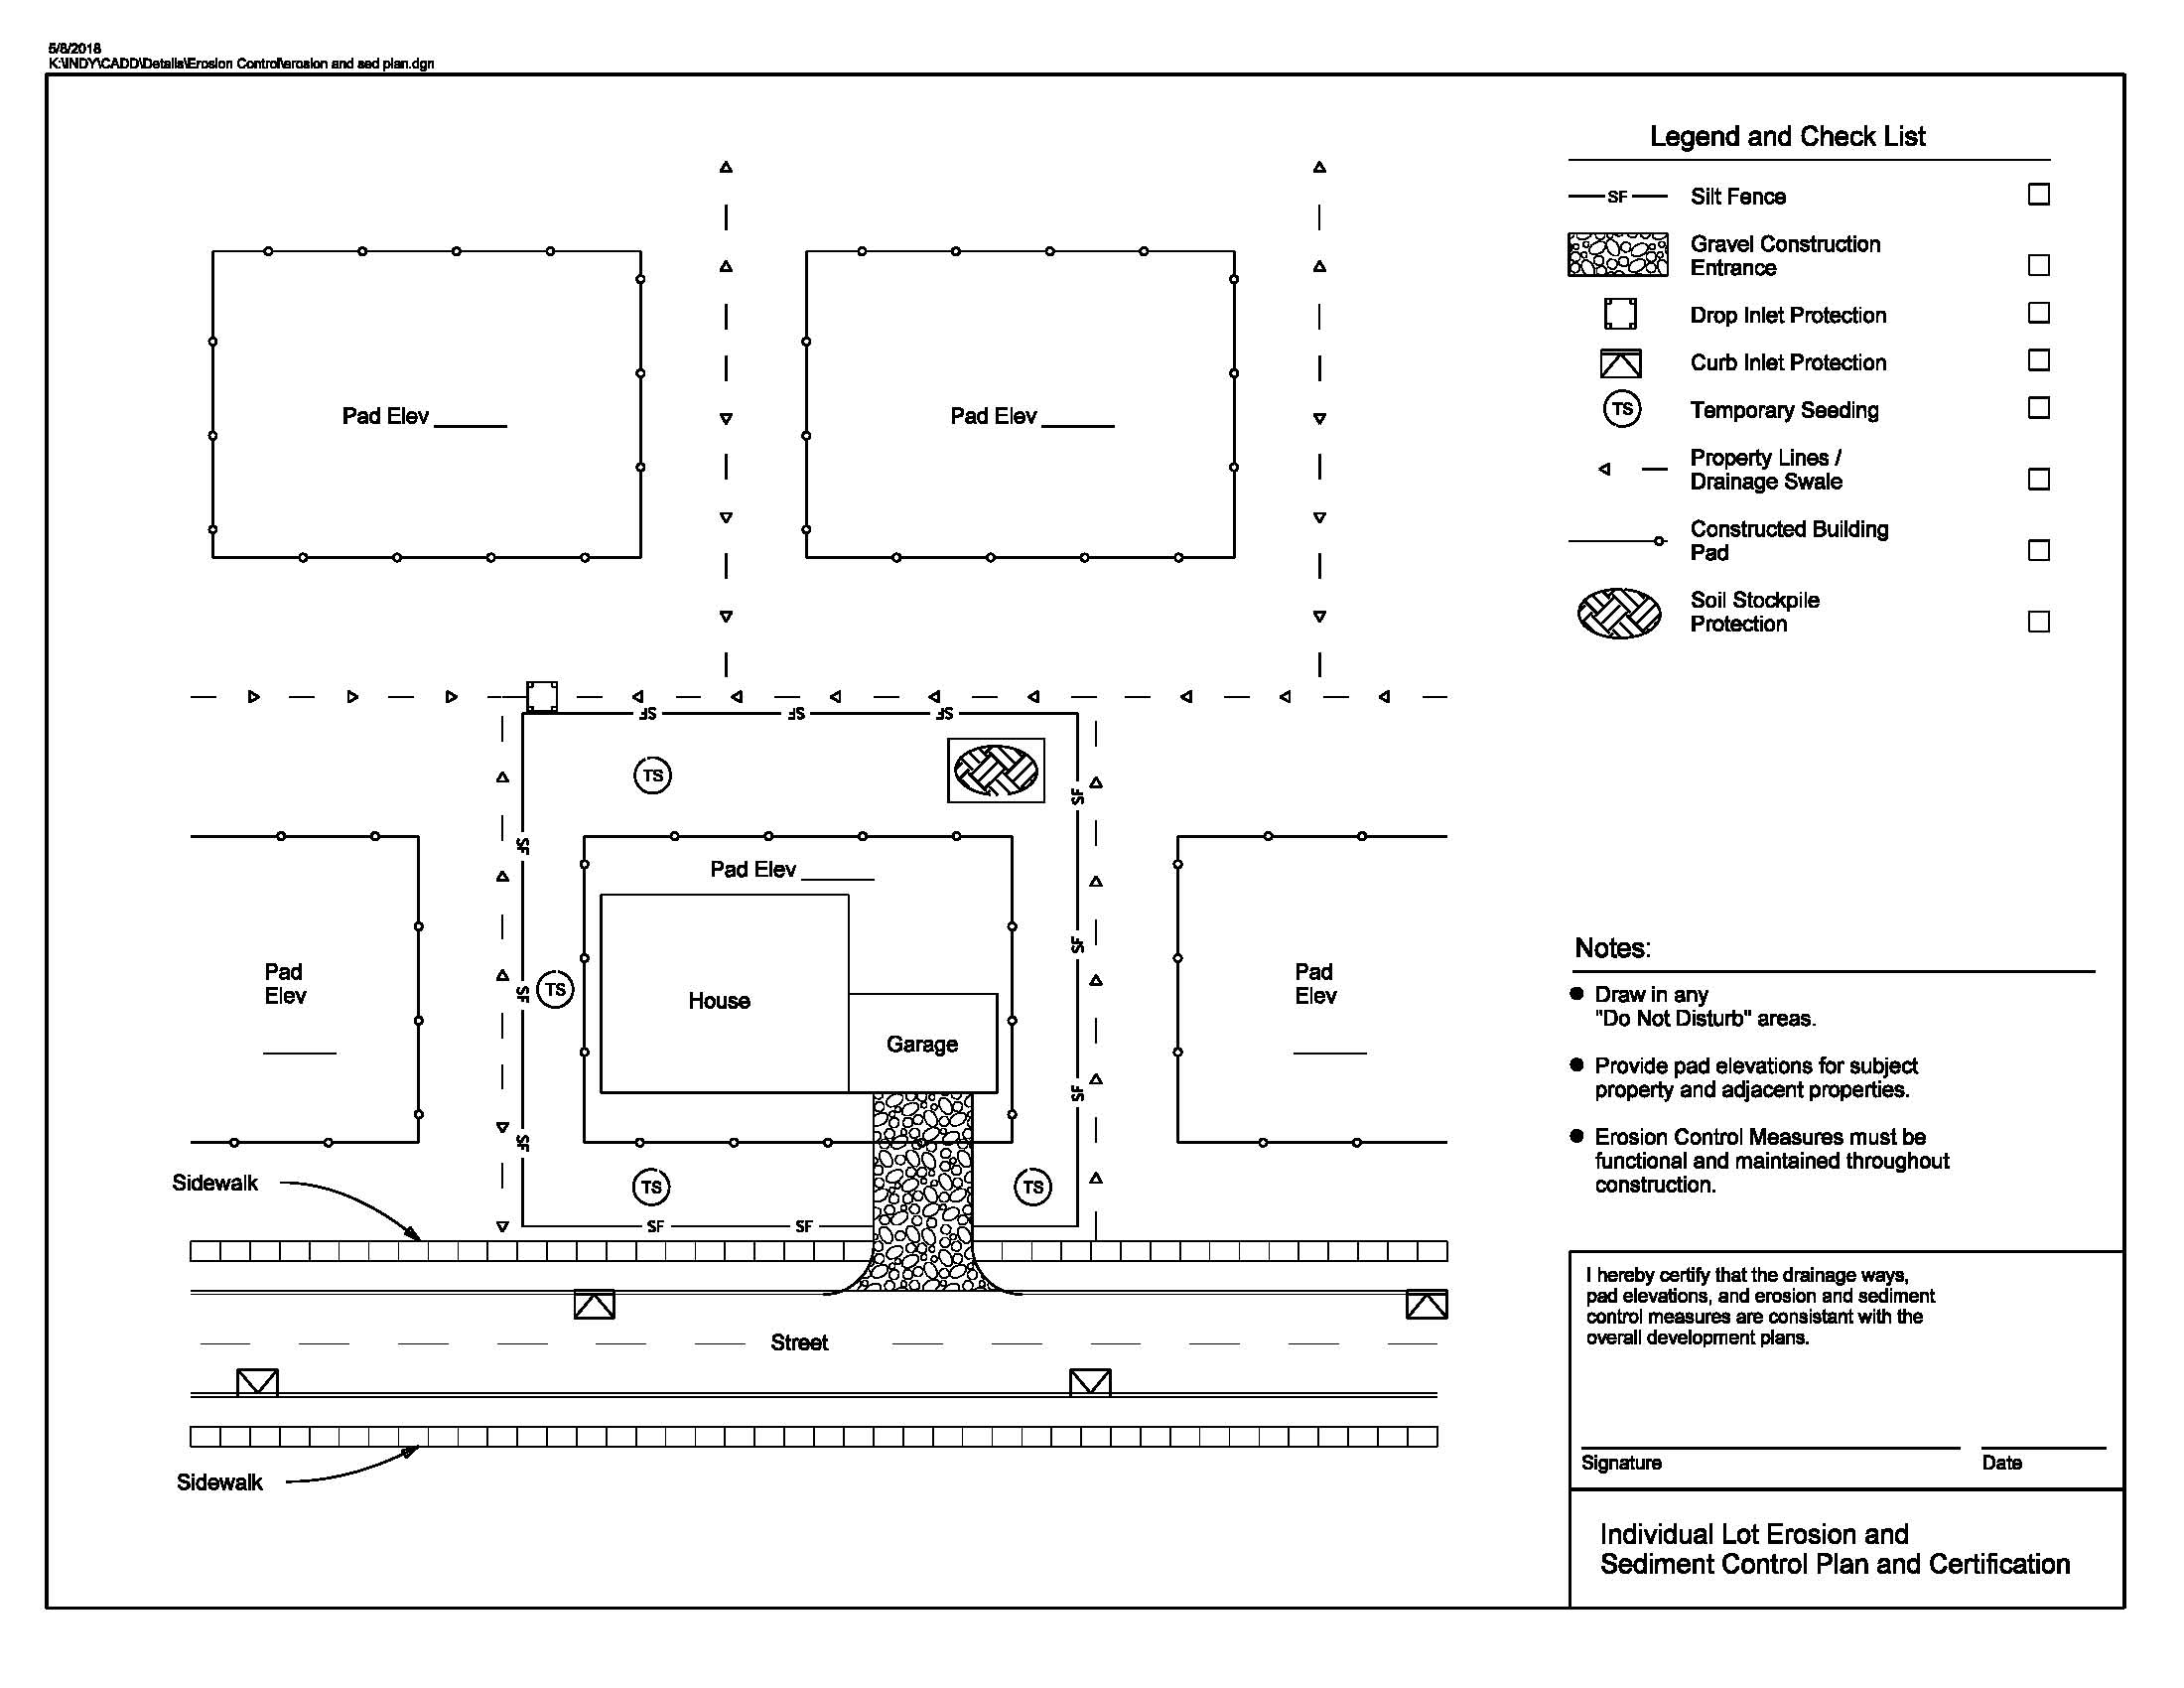 5/8/2018
K:\INDY\CADD\Details\Erosion Control\erosion and sed plan.dgn
Legend and Check List
SF Silt Fence
Gravel Construction
Entrance
Drop Inlet Protection
Curb Inlet Protection
TS Temporary Seeding
Property Lines /
Drainage Swale
Constructed Building
Pad
Soil Stockpile
Protection
Pad Elev
Pad Elev
SF SF SF
TS
SF
SF
Pad Elev
SF
Pad
Elev
SF
TS
House
Garage
Pad
Elev
SF
SF
Sidewalk
TS
TS
SF SF
Street
Sidewalk
Notes:
Draw in any
"Do Not Disturb" areas.
Provide pad elevations for subject
property and adjacent properties.
Erosion Control Measures must be
functional and maintained throughout
construction.
I hereby certify that the drainage ways,
pad elevations, and erosion and sediment
control measures are consistant with the
overall development plans.
Signature Date
Individual Lot Erosion and
Sediment Control Plan and Certification